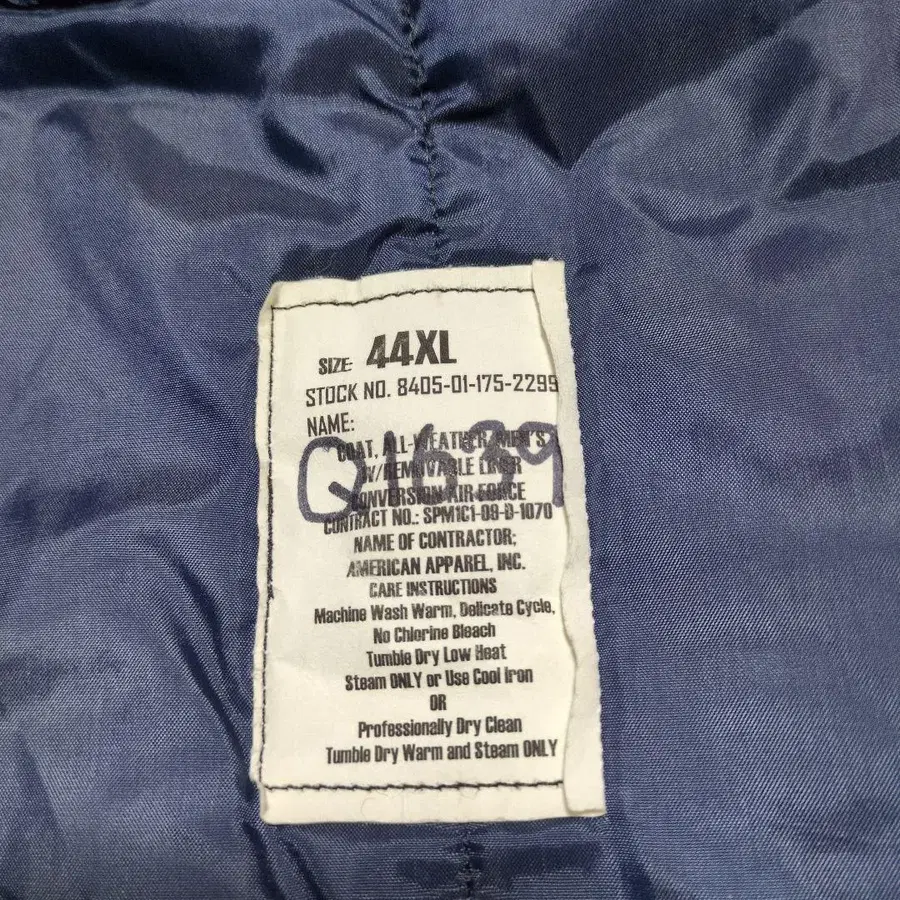 SIZE: 44XL
STOCK NO. 8405-01-175-2299
NAME:
Q1639
COAT, ALL-WEATHER, MEN'S
W/REMOVABLE LINER
CONVERSION AIR FORCE
CONTRACT NO.: SPM1C1-09-D-1070
NAME OF CONTRACTOR;
AMERICAN APPAREL, INC.
CARE INSTRUCTIONS
Machine Wash Warm, Delicate Cycle,
No Chlorine Bleach
Tumble Dry Low Heat
Steam ONLY or Use Cool Iron
OR
Professionally Dry Clean
Tumble Dry Warm and Steam ONLY